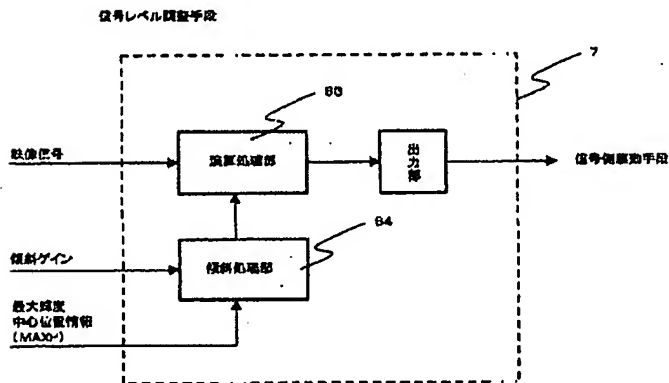 信号レベル調整手段
7
60
映像信号
演算処理部
出力部
信号側駆動手段
64
傾斜ゲイン
傾斜処理部
最大輝度
中心位置情報